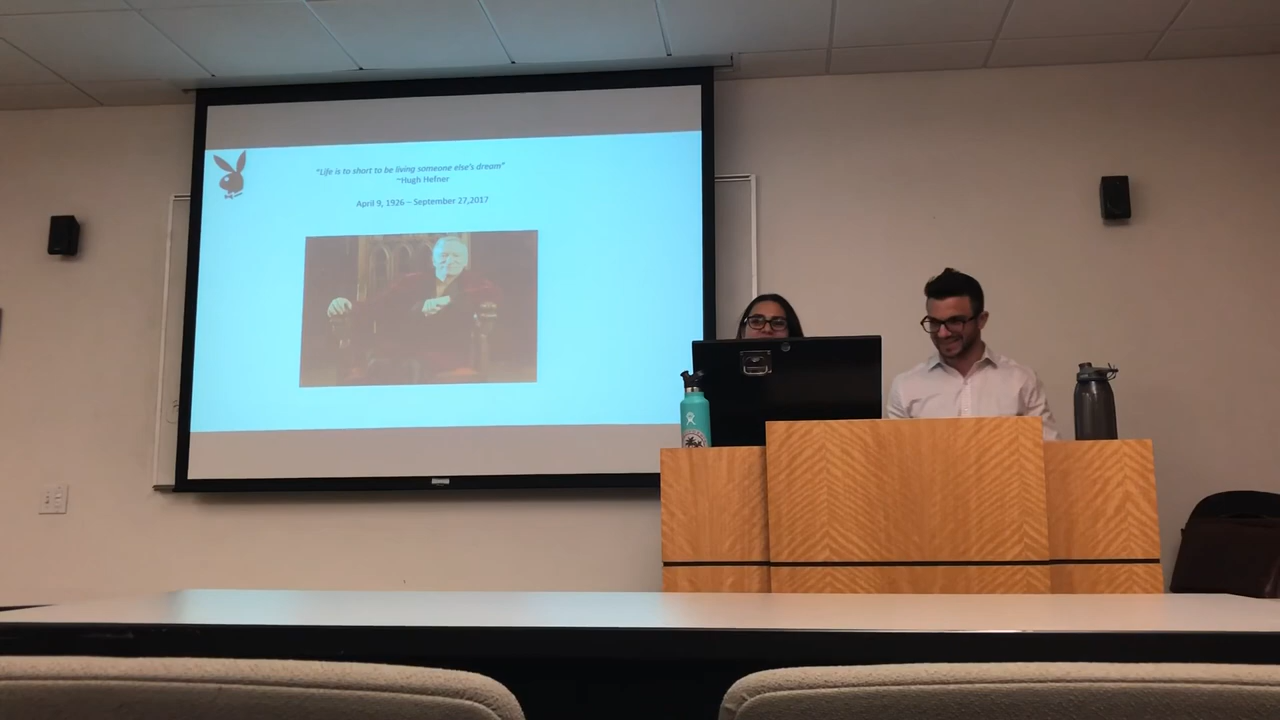 "Life is to short to be living someone else's dream"
~Hugh Hefner
April 9, 1926 – September 27,2017